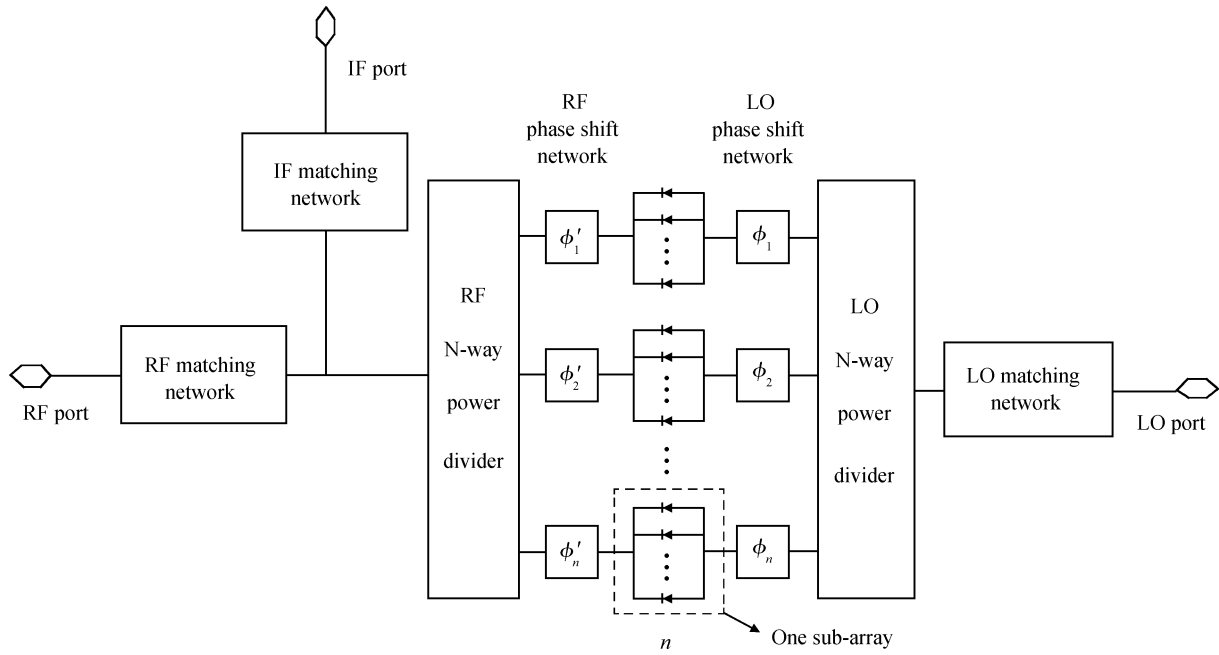 IF port
RF
phase shift
network
LO
phase shift
network
IF matching
network
RF
N-way
power
divider
ϕ′₁
ϕ₁
LO
N-way
power
divider
RF matching
network
RF port
ϕ′₂
ϕ₂
LO matching
network
LO port
ϕ′ₙ
ϕₙ
n
One sub-array